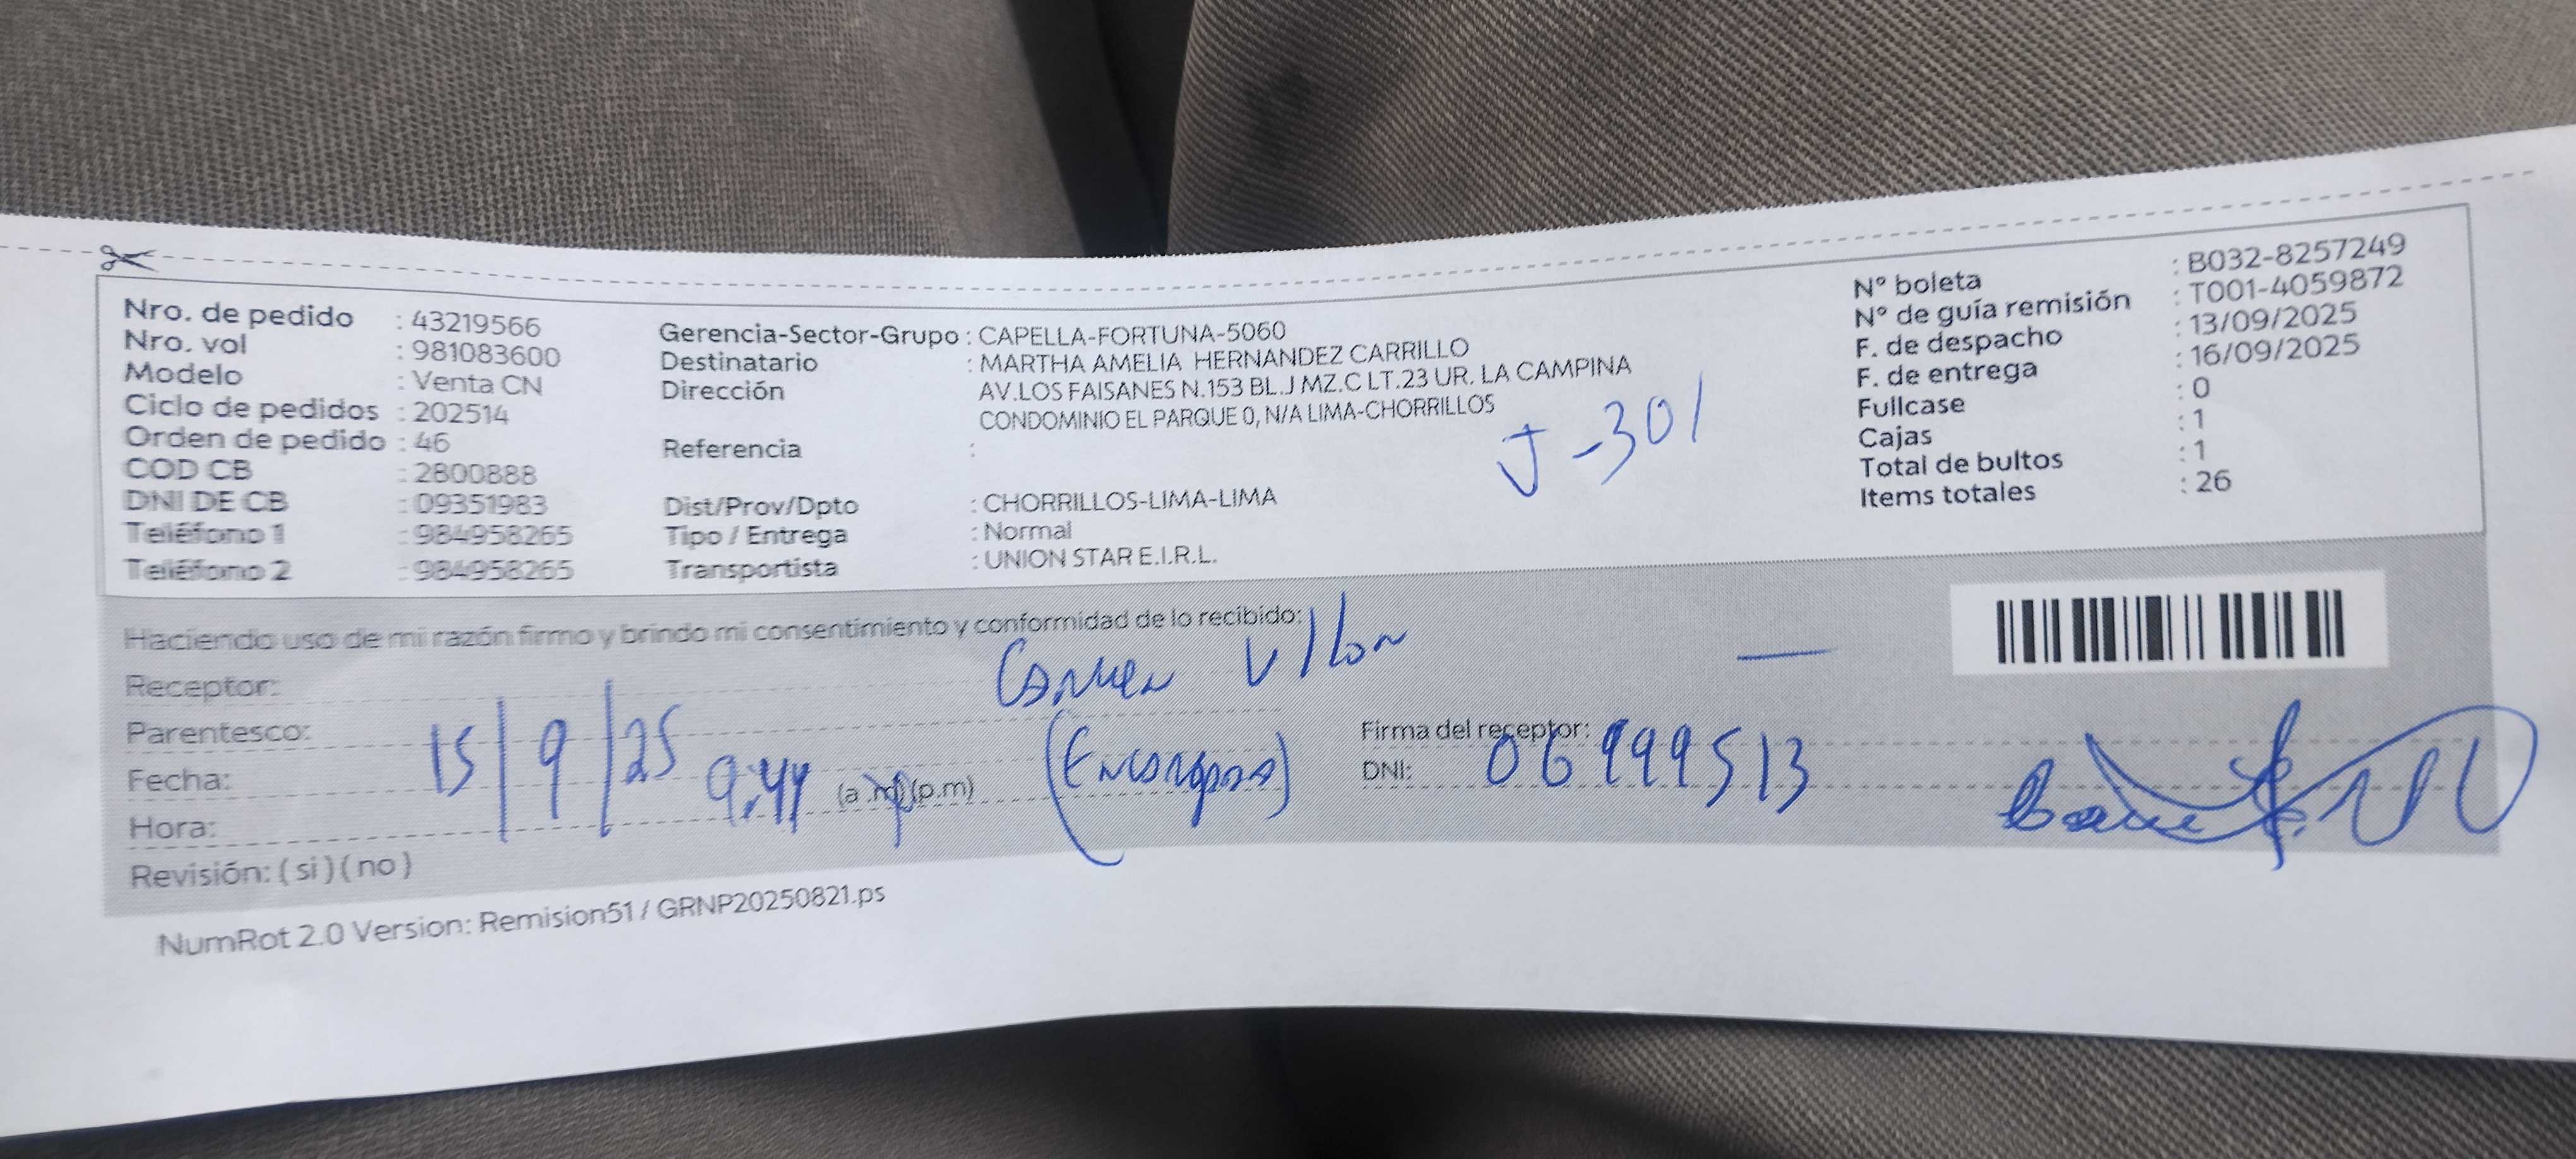 Nro. de pedido : 43219566
Nro. vol : 981083600
Modelo : Venta CN
Ciclo de pedidos : 202514
Orden de pedido : 46
COD CB : 2800888
DNI DE CB : 09351983
Teléfono 1 : 984958265
Teléfono 2 : 984958265
Gerencia-Sector-Grupo : CAPELLA-FORTUNA-5060
Destinatario : MARTHA AMELIA HERNANDEZ CARRILLO
Dirección AV.LOS FAISANES N.153 BL.J MZ.C LT.23 UR. LA CAMPINA
CONDOMINIO EL PARQUE 0, N/A LIMA-CHORRILLOS
Referencia :
J-301
Dist/Prov/Dpto : CHORRILLOS-LIMA-LIMA
Tipo / Entrega : Normal
Transportista : UNION STAR E.I.R.L.
N° boleta : B032-8257249
N° de guía remisión : T001-4059872
F. de despacho : 13/09/2025
F. de entrega : 16/09/2025
Fullcase : 0
Cajas : 1
Total de bultos : 1
Items totales : 26
Haciendo uso de mi razón firmo y brindo mi consentimiento y conformidad de lo recibido:
Receptor: Carmen Ullon
Parentesco:
Fecha: 15/9/25
Hora: 9:44 (a.m) (p.m)
Revisión: ( si ) ( no )
Firma del receptor:
DNI: 06999513
NumRot 2.0 Version: Remision51 / GRNP20250821.ps